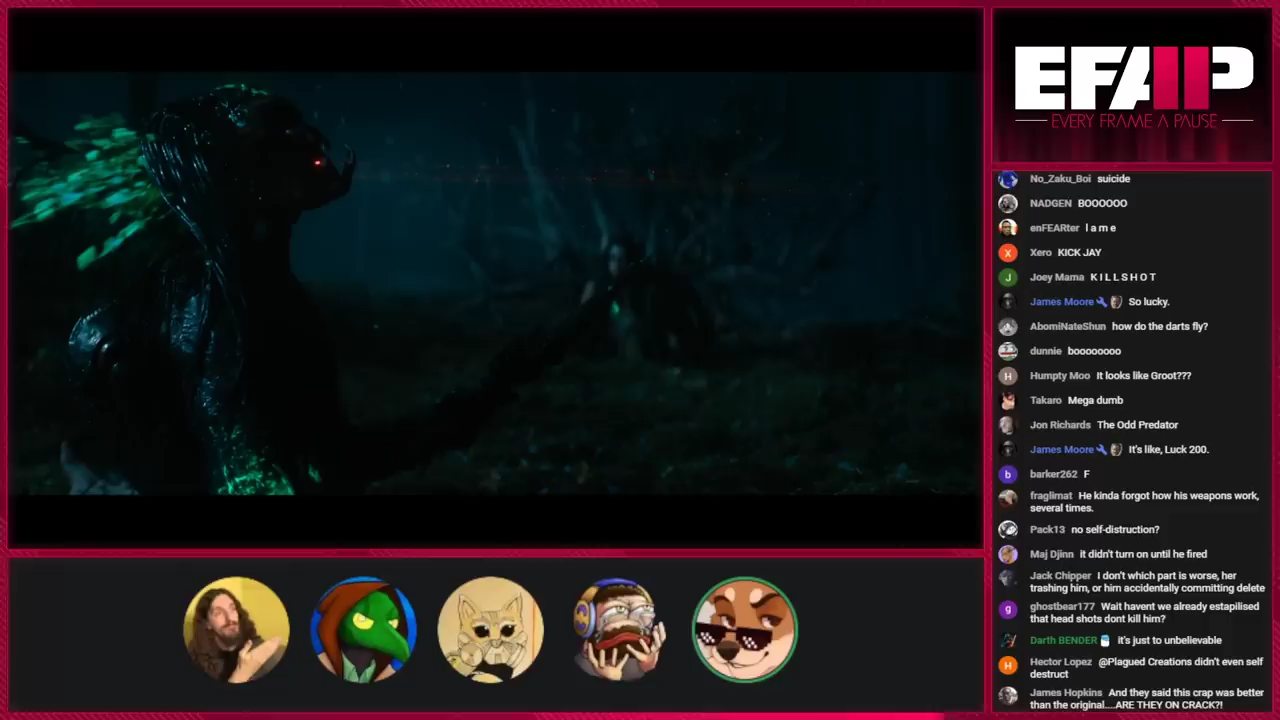 EFAP
EVERY FRAME A PAUSE
No_Zaku_Boi suicide
NADGEN BOOOOOO
enFEARter l a m e
X
Xero KICK JAY
J
Joey Mama K I L L S H O T
James Moore So lucky.
AbomiNateShun how do the darts fly?
dunnie boooooooo
H
Humpty Moo It looks like Groot???
Takaro Mega dumb
Jon Richards The Odd Predator
James Moore It's like, Luck 200.
b
barker262 F
fraglimat He kinda forgot how his weapons work,
several times.
Pack13 no self-distruction?
Maj Djinn it didn't turn on until he fired
Jack Chipper I don't which part is worse, her
trashing him, or him accidentally committing delete
g
ghostbear177 Wait havent we already estapilised
that head shots dont kill him?
Darth BENDER it's just to unbelievable
H
Hector Lopez @Plagued Creations didn't even self
destruct
James Hopkins And they said this crap was better
than the original....ARE THEY ON CRACK?!